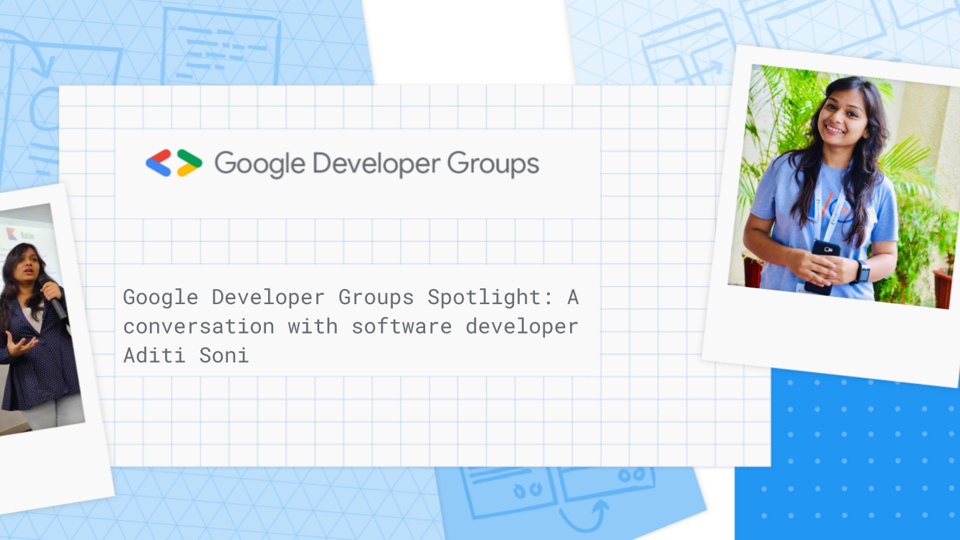 Google Developer Groups
Google Developer Groups Spotlight: A
conversation with software developer
Aditi Soni